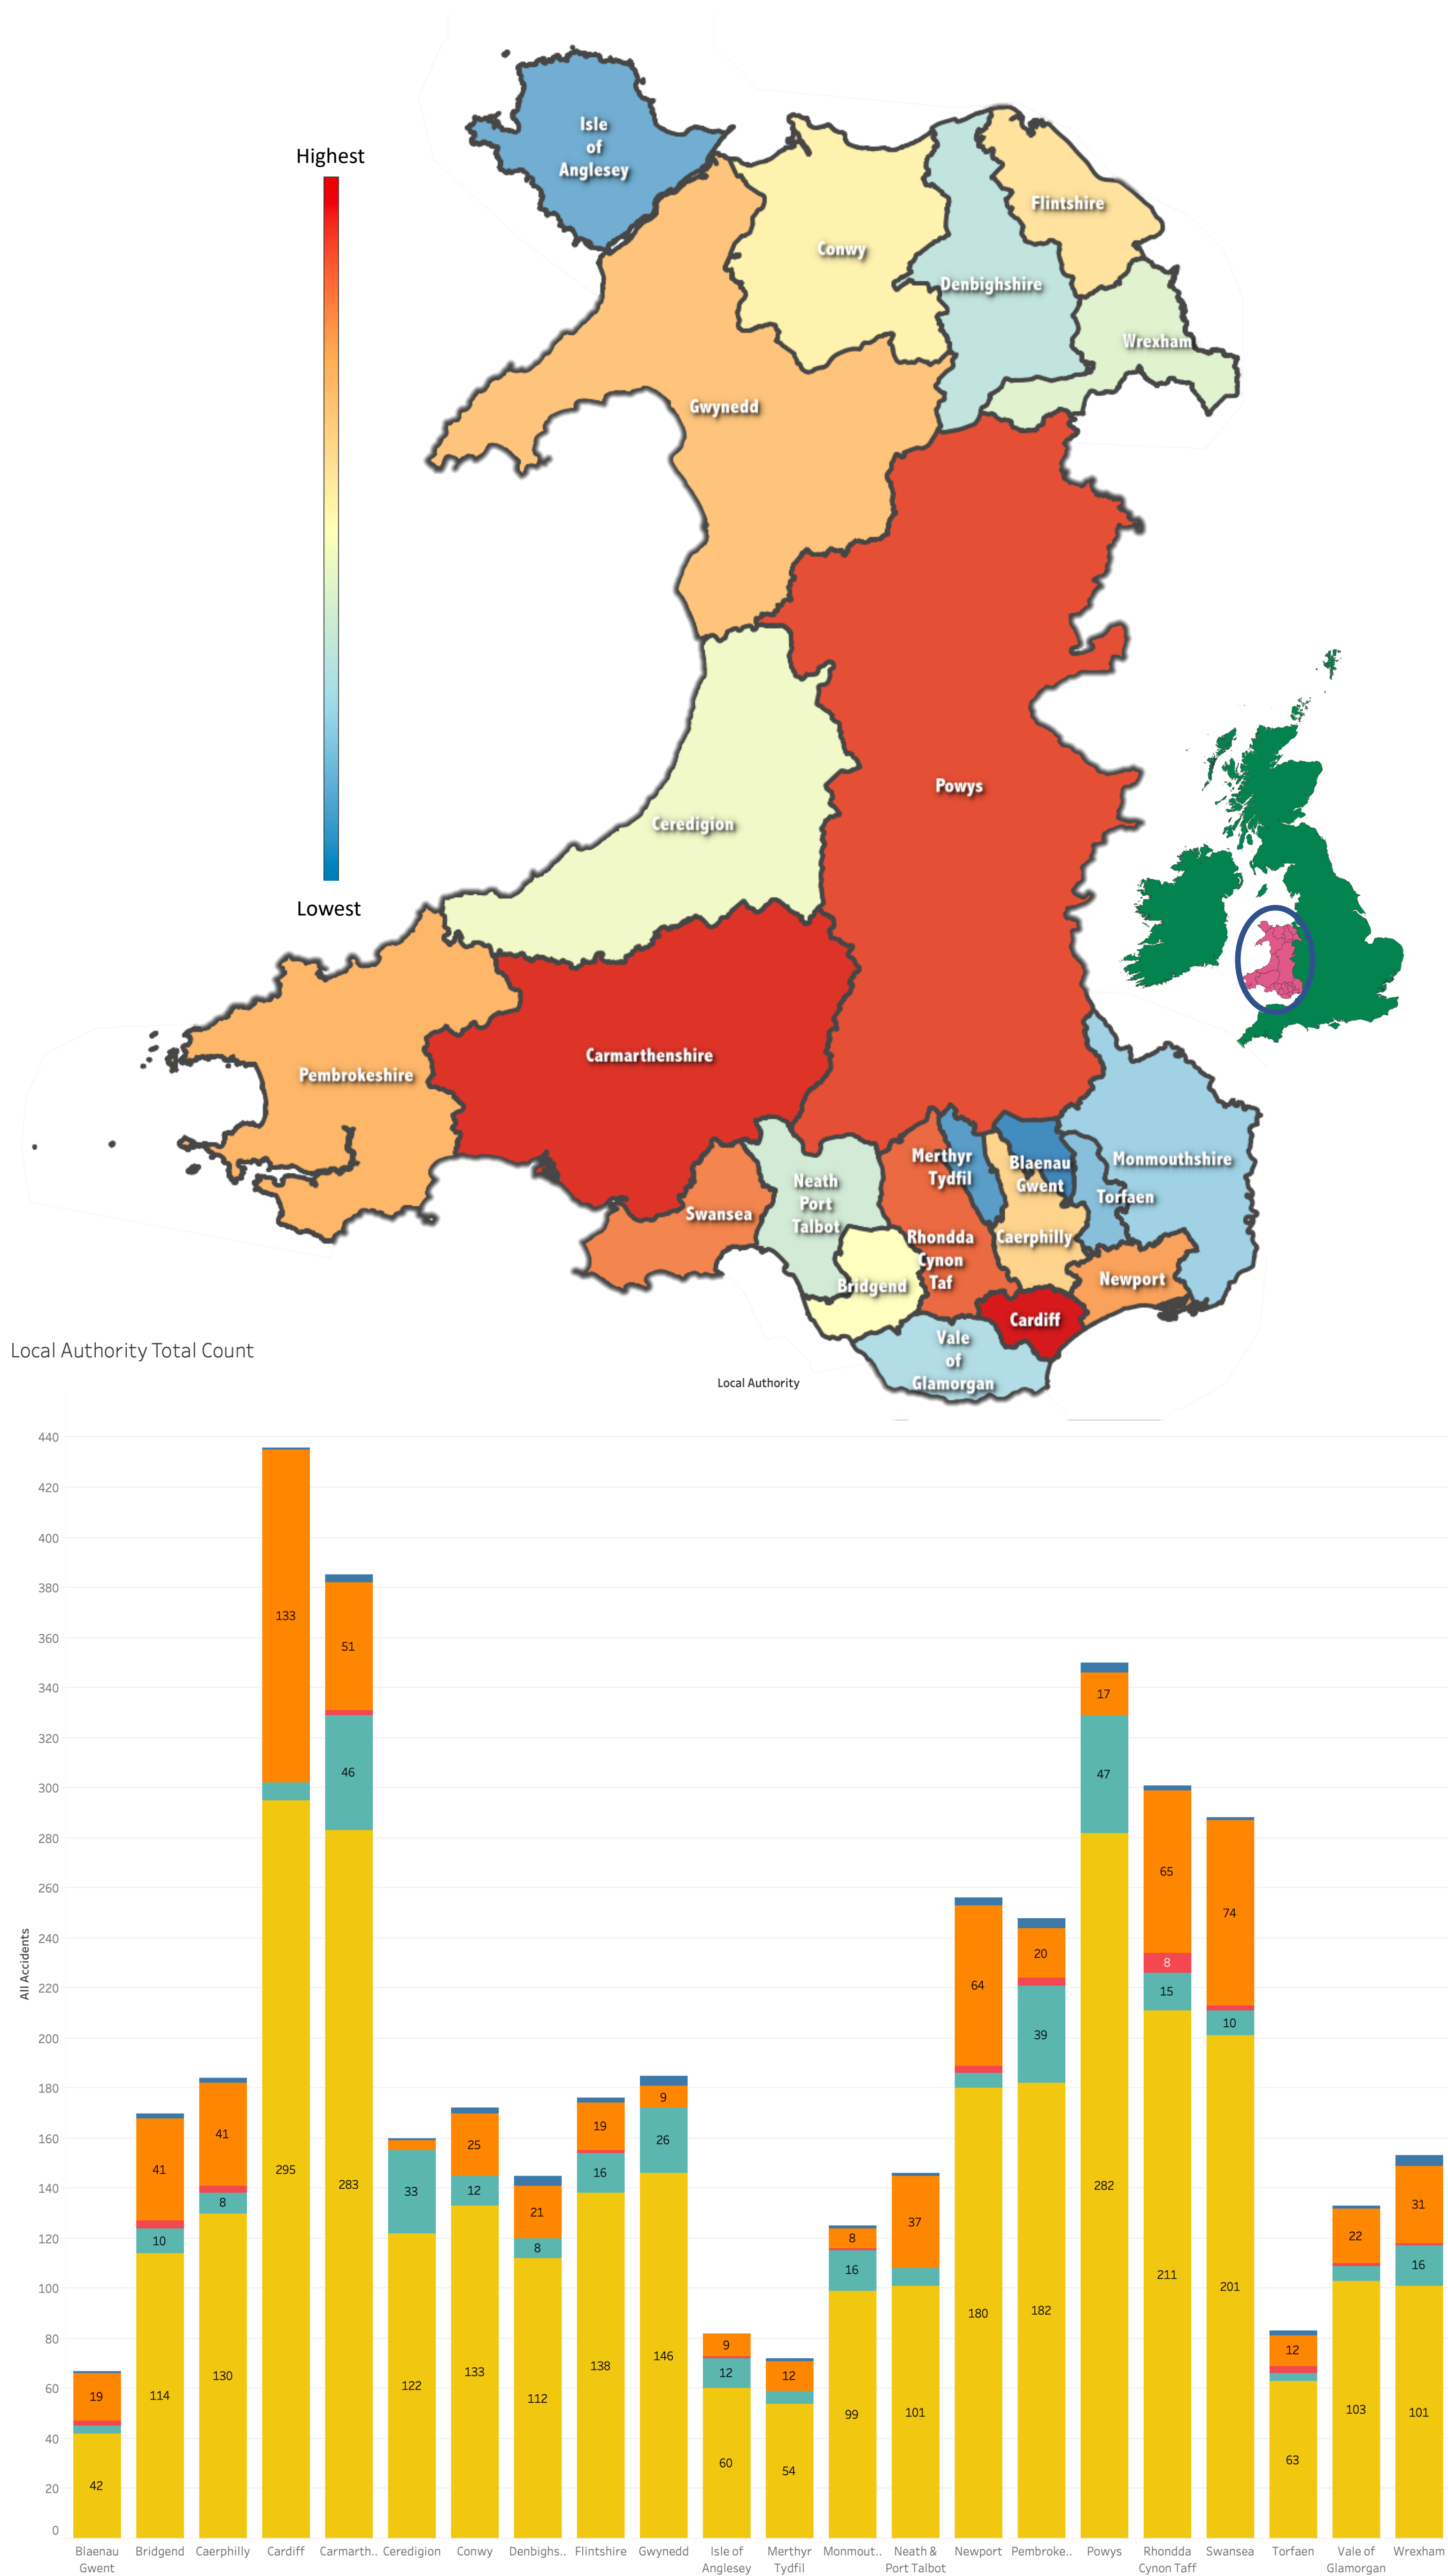 Highest
Lowest
Isle
of
Anglesey
Conwy
Flintshire
Denbighshire
Wrexham
Gwynedd
Powys
Ceredigion
Carmarthenshire
Pembrokeshire
Swansea
Neath
Port
Talbot
Bridgend
Merthyr
Tydfil
Rhondda
Cynon
Taf
Blaenau
Gwent
Caerphilly
Torfaen
Monmouthshire
Newport
Cardiff
Vale
of
Glamorgan
Local Authority Total Count
Local Authority
All Accidents
440
420
400
380
360
340
320
300
280
260
240
220
200
180
160
140
120
100
80
60
40
20
0
19
42
41
10
114
41
8
130
133
295
51
46
283
33
122
25
12
133
21
8
112
19
16
138
9
26
146
9
12
60
12
54
8
16
99
37
101
64
180
20
39
182
17
47
282
65
8
15
211
74
10
201
12
63
22
103
31
16
101
Blaenau
Gwent
Bridgend
Caerphilly
Cardiff
Carmarth..
Ceredigion
Conwy
Denbighs..
Flintshire
Gwynedd
Isle of
Anglesey
Merthyr
Tydfil
Monmout..
Neath &
Port Talbot
Newport
Pembroke..
Powys
Rhondda
Cynon Taff
Swansea
Torfaen
Vale of
Glamorgan
Wrexham